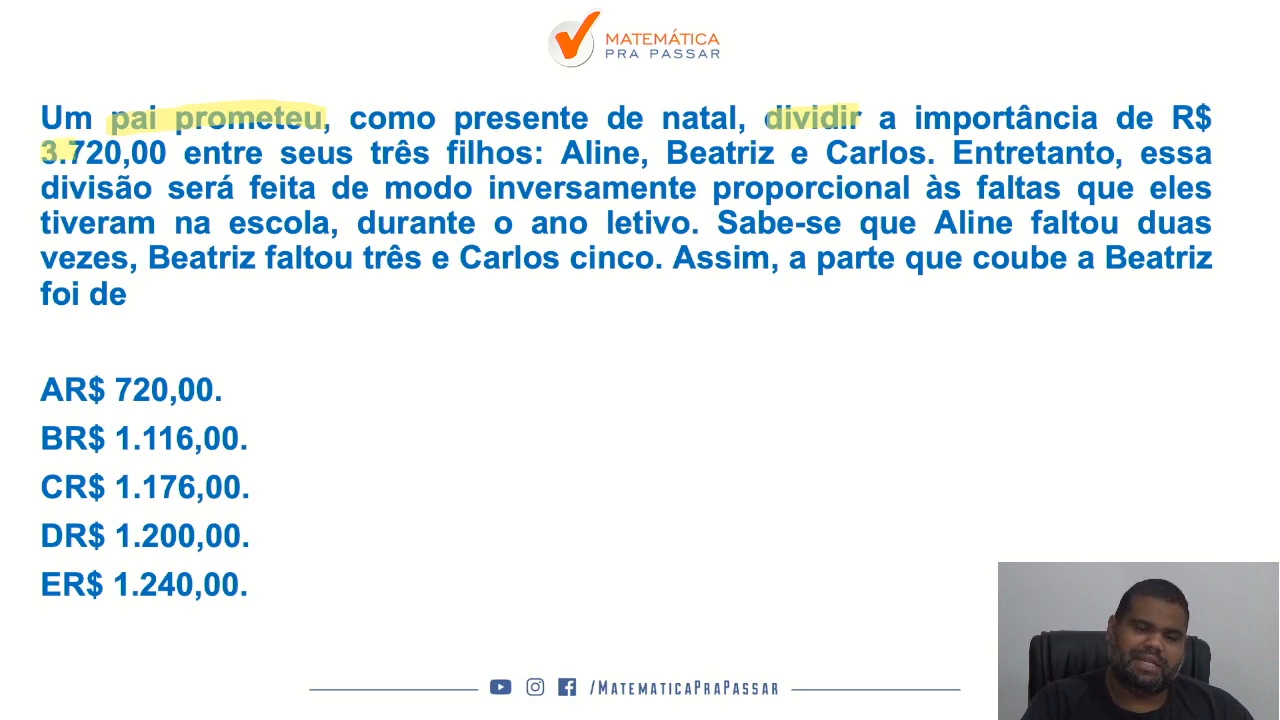 MATEMÁTICA
PRA PASSAR
Um pai prometeu, como presente de natal, dividir a importância de R$
3.720,00 entre seus três filhos: Aline, Beatriz e Carlos. Entretanto, essa
divisão será feita de modo inversamente proporcional às faltas que eles
tiveram na escola, durante o ano letivo. Sabe-se que Aline faltou duas
vezes, Beatriz faltou três e Carlos cinco. Assim, a parte que coube a Beatriz
foi de
AR$ 720,00.
BR$ 1.116,00.
CR$ 1.176,00.
DR$ 1.200,00.
ER$ 1.240,00.
/MATEMATICAPRAPASSAR